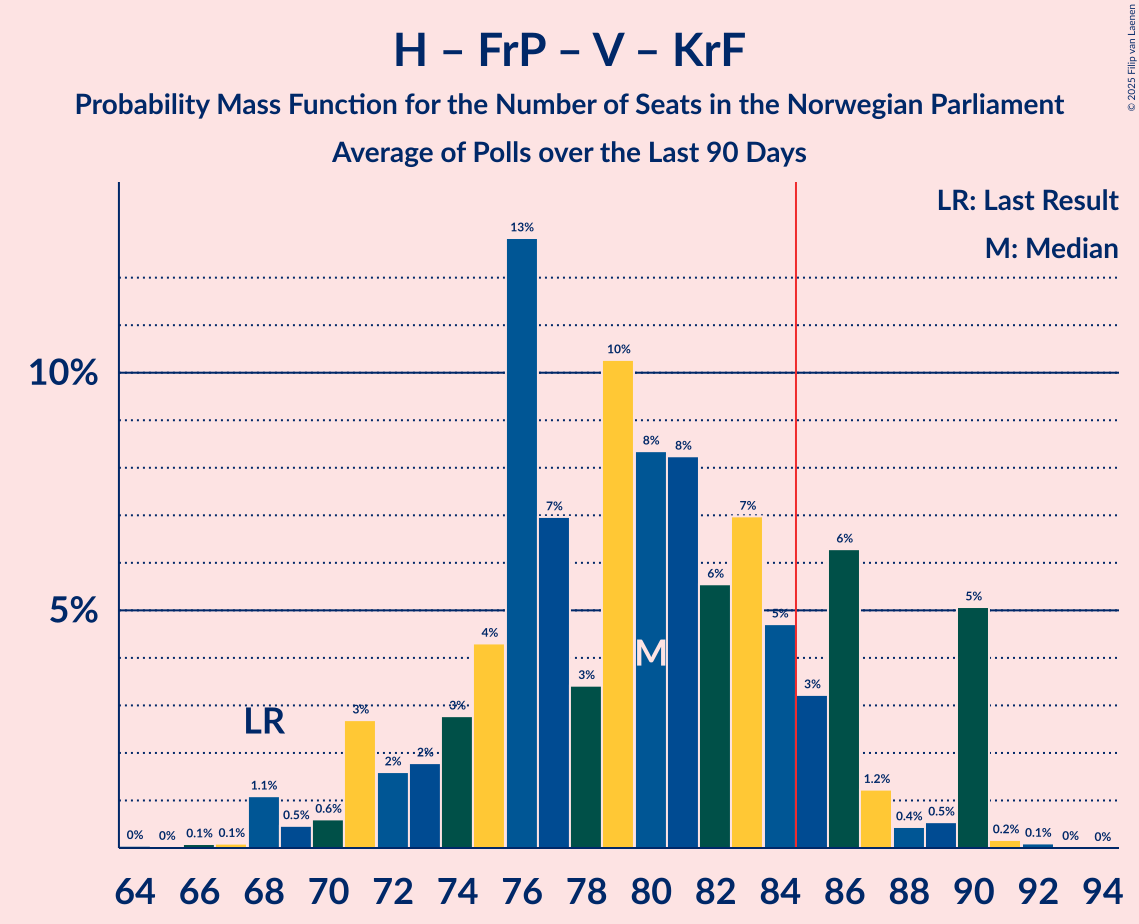 H – FrP – V – KrF
Probability Mass Function for the Number of Seats in the Norwegian Parliament
Average of Polls over the Last 90 Days
© 2025 Filip van Laenen
LR: Last Result
M: Median
10%
5%
0% 0% 0.1% 0.1% 1.1% 0.5% 0.6% 3% 2% 2% 3% 4% 13% 7% 3% 10% 8% 8% 6% 7% 5% 3% 6% 1.2% 0.4% 0.5% 5% 0.2% 0.1% 0% 0%
LR
M
64 66 68 70 72 74 76 78 80 82 84 86 88 90 92 94